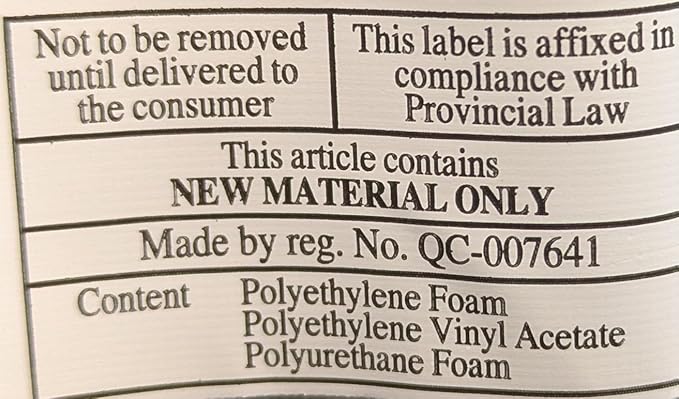 Not to be removed
until delivered to
the consumer
This label is affixed in
compliance with
Provincial Law
This article contains
NEW MATERIAL ONLY
Made by reg. No. QC-007641
Content Polyethylene Foam
Polyethylene Vinyl Acetate
Polyurethane Foam